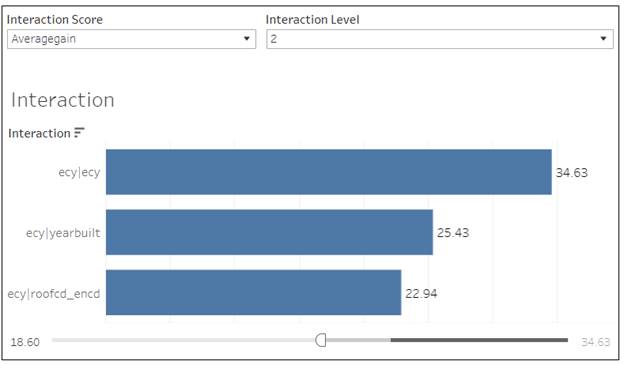 Interaction Score Interaction Level
Averagegain 2
Interaction
Interaction
ecy|ecy 34.63
ecy|yearbuilt 25.43
ecy|roofcd_encd 22.94
18.60 34.63